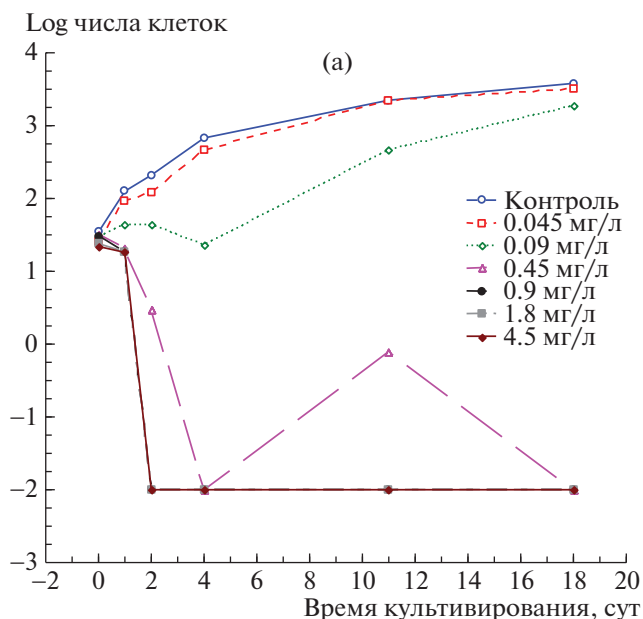 Log числа клеток
4
(а)
3
2
1
0
−1
−2
−3
Контроль
0.045 мг/л
0.09 мг/л
0.45 мг/л
0.9 мг/л
1.8 мг/л
4.5 мг/л
−2 0 2 4 6 8 10 12 14 16 18 20
Время культивирования, сут